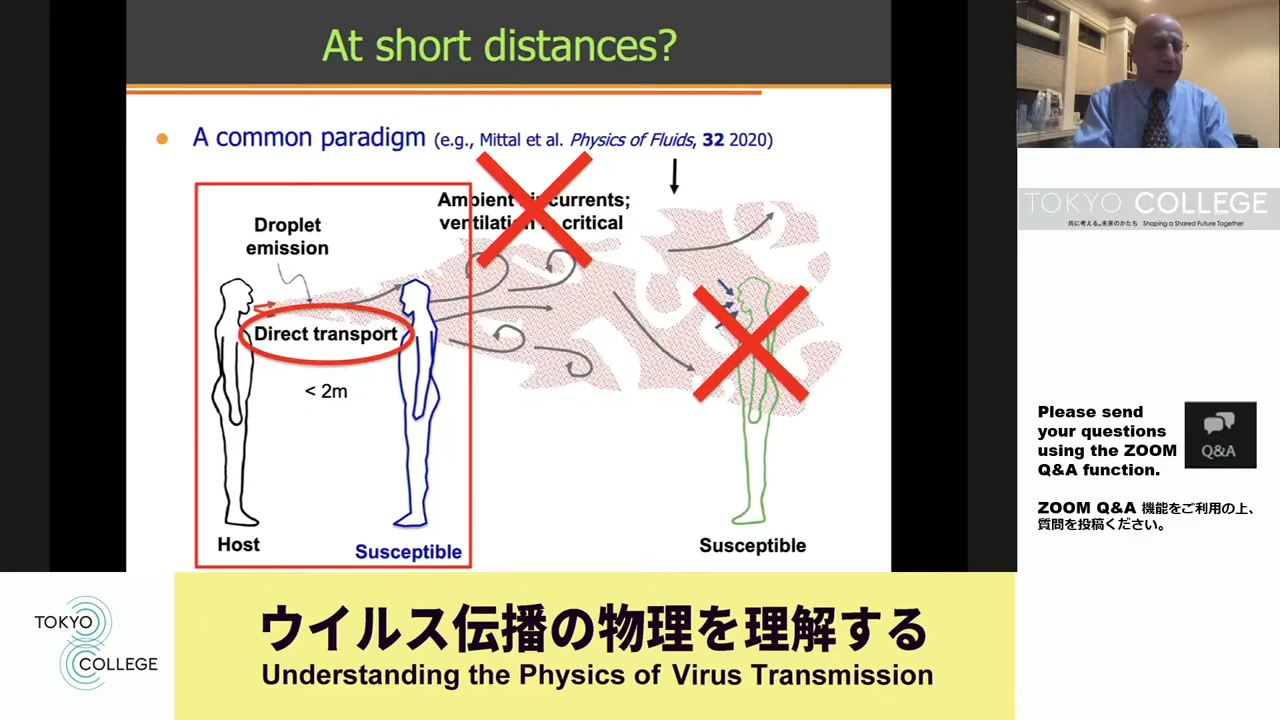 At short distances?
A common paradigm (e.g., Mittal et al. Physics of Fluids, 32 2020)
Ambient air currents;
ventilation is critical
Droplet
emission
Direct transport
< 2m
Host
Susceptible
Susceptible
TOKYO COLLEGE
共に考える。未来のかたち Shaping a Shared Future Together
Please send
your questions
using the ZOOM
Q&A function.
Q&A
ZOOM Q&A 機能をご利用の上、
質問を投稿ください。
TOKYO
COLLEGE
ウイルス伝播の物理を理解する
Understanding the Physics of Virus Transmission